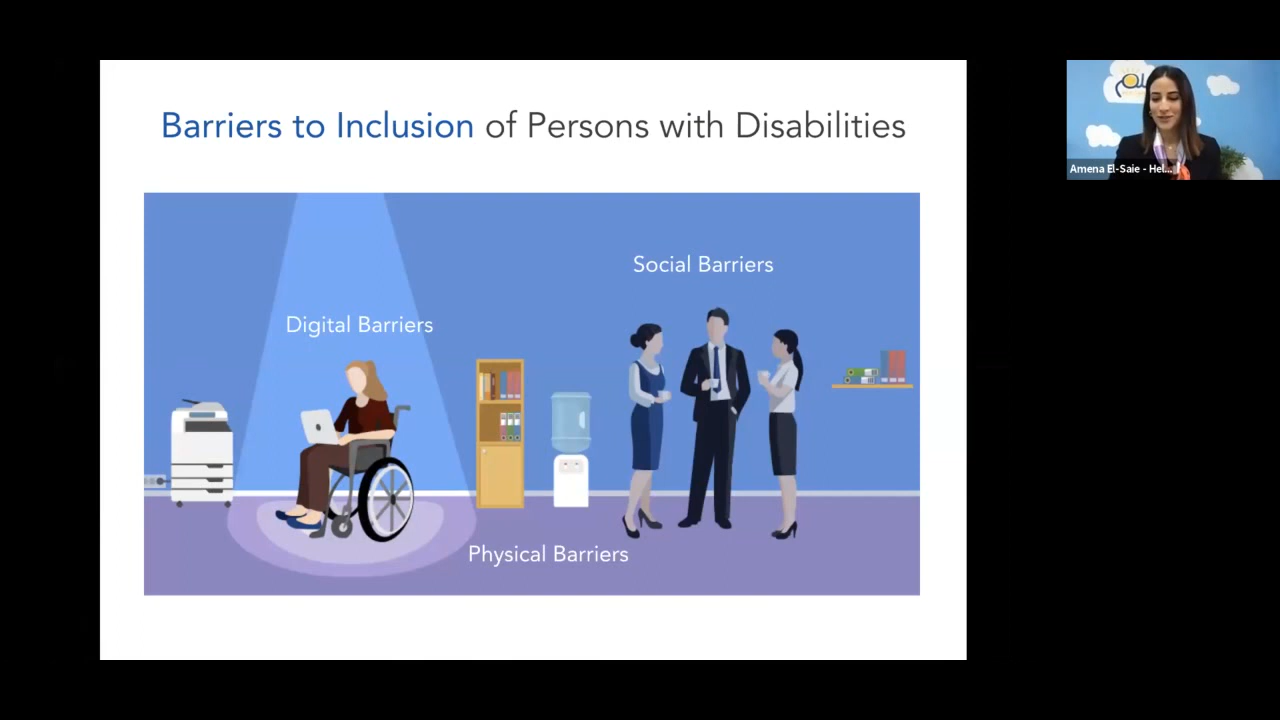 Barriers to Inclusion of Persons with Disabilities
Social Barriers
Digital Barriers
Physical Barriers
Amena El-Saie - Hel...